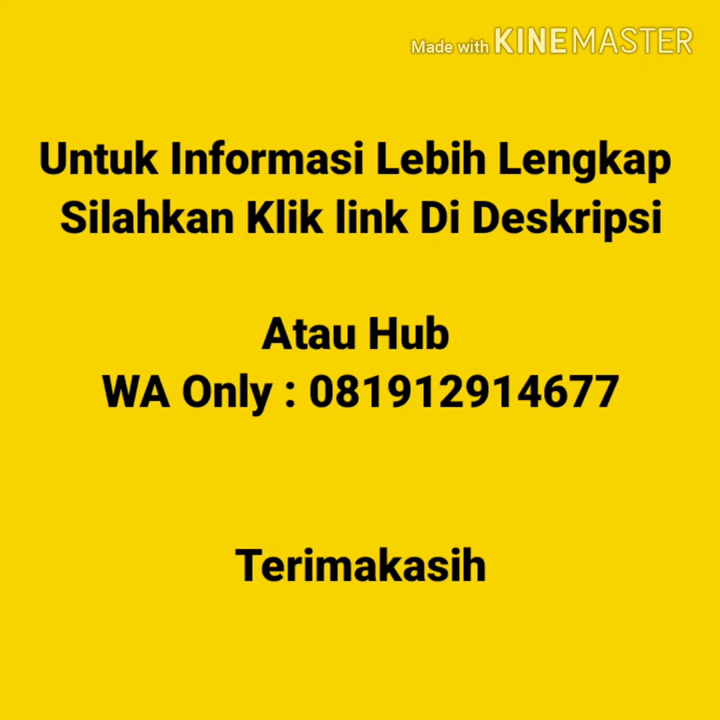 Made with KINEMASTER
Untuk Informasi Lebih Lengkap
Silahkan Klik link Di Deskripsi
Atau Hub
WA Only : 081912914677
Terimakasih